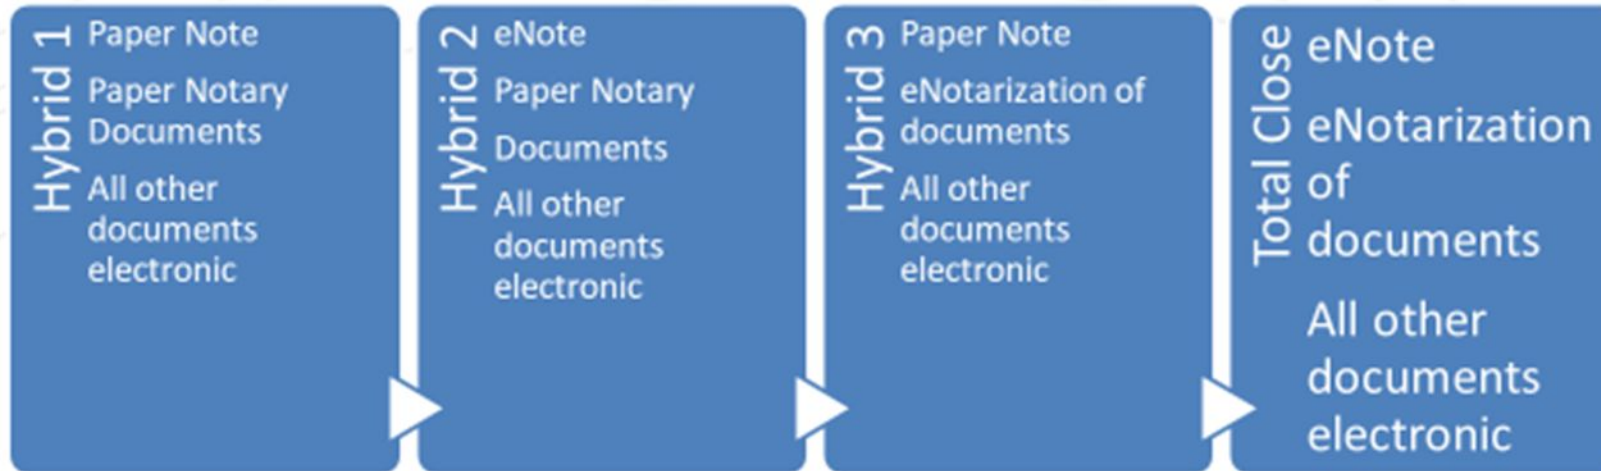 Hybrid 1
Paper Note
Paper Notary
Documents
All other
documents
electronic
Hybrid 2
eNote
Paper Notary
Documents
All other
documents
electronic
Hybrid 3
Paper Note
eNotarization of
documents
All other
documents
electronic
Total Close
eNote
eNotarization
of
documents
All other
documents
electronic